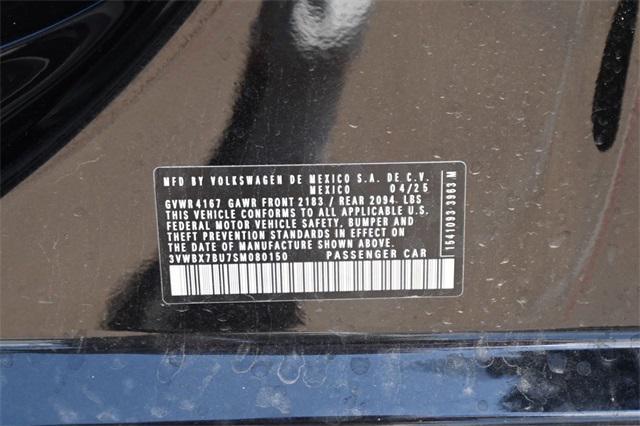 MFD BY VOLKSWAGEN DE MEXICO S.A. DE C.V.
MEXICO 04/25
GVWR 4167 GAWR FRONT 2183 / REAR 2094 LBS
THIS VEHICLE CONFORMS TO ALL APPLICABLE U.S.
FEDERAL MOTOR VEHICLE SAFETY, BUMPER AND
THEFT PREVENTION STANDARDS IN EFFECT ON
THE DATE OF MANUFACTURE SHOWN ABOVE.
3VWBX7BU7SM080150 PASSENGER CAR
1541093-3963 M